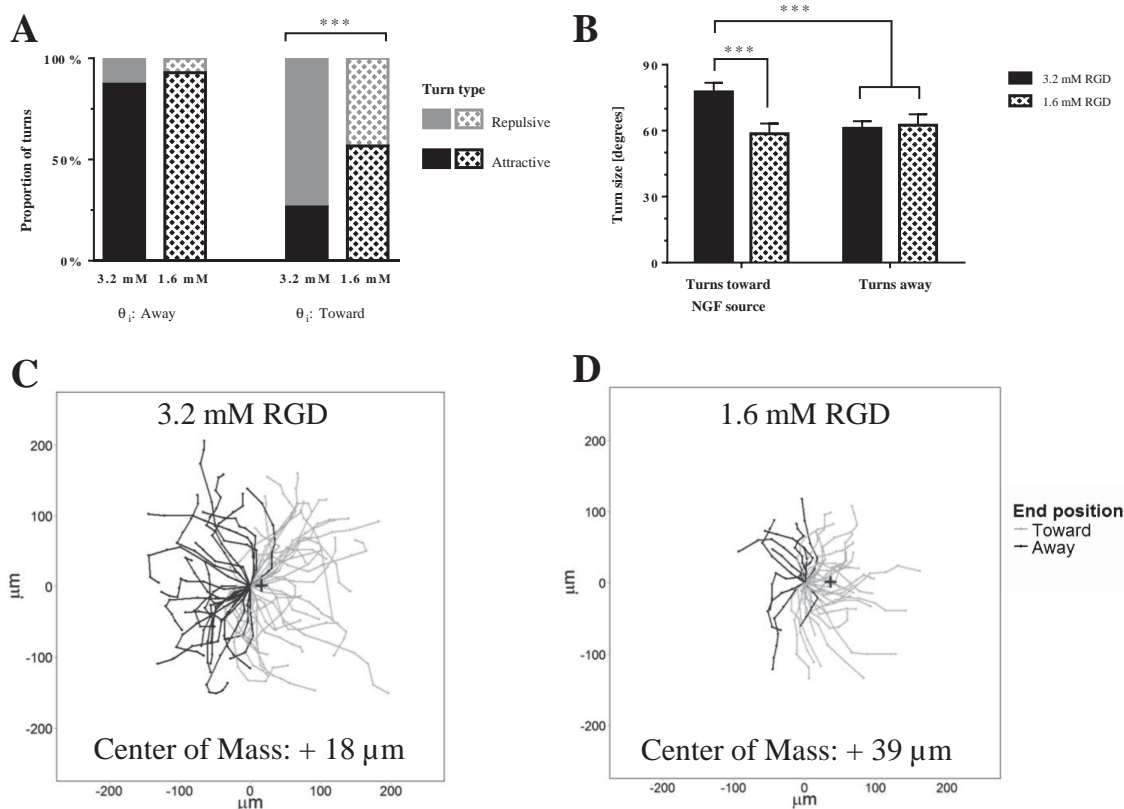 A
***
100 %
50%
0%
Proportion of turns
3.2 mM 1.6 mM
3.2 mM 1.6 mM
θi: Away
θi: Toward
Turn type
Repulsive
Attractive
B
***
***
90
60
30
0
Turn size [degrees]
Turns toward
NGF source
Turns away
3.2 mM RGD
1.6 mM RGD
C
3.2 mM RGD
200
100
0
-100
-200
μm
Center of Mass: + 18 μm
-200 -100 0 100 200
μm
D
1.6 mM RGD
200
100
0
-100
-200
μm
Center of Mass: + 39 μm
-200 -100 0 100 200
μm
End position
Toward
Away